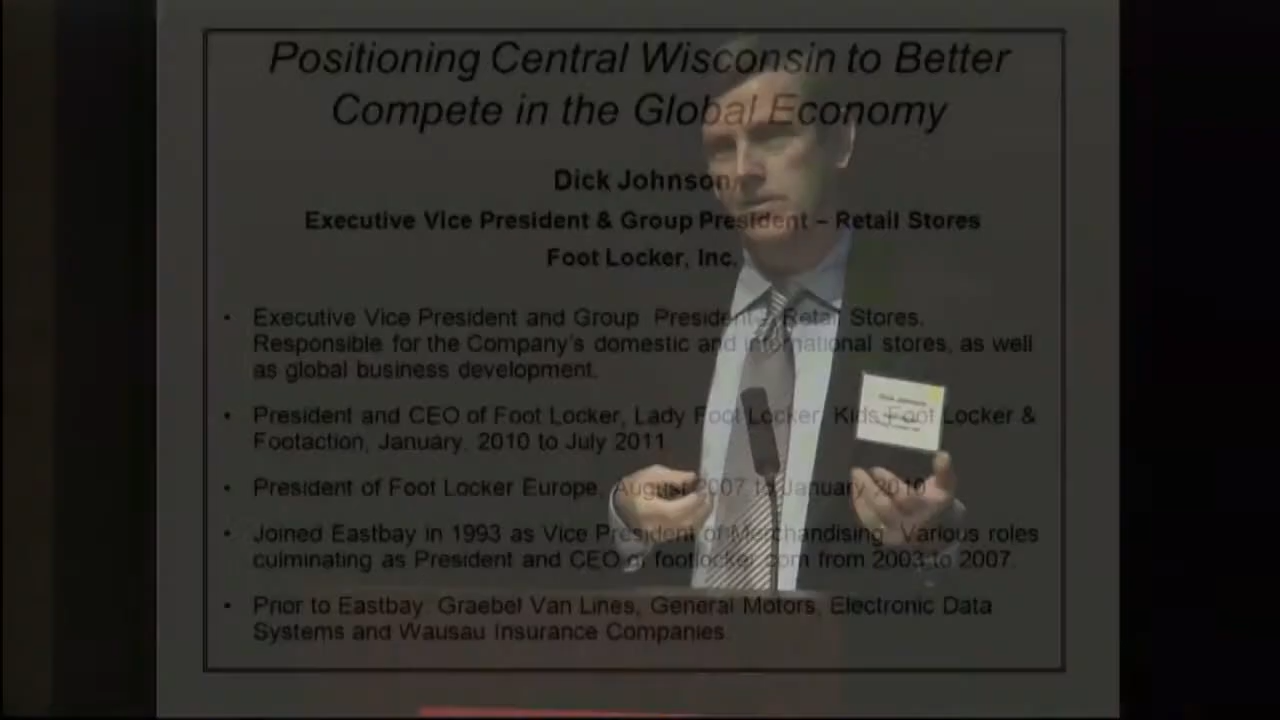 Positioning Central Wisconsin to Better
Compete in the Global Economy
Dick Johnson
Executive Vice President & Group President – Retail Stores
Foot Locker, Inc.
• Executive Vice President and Group President – Retail Stores.
Responsible for the Company's domestic and international stores, as well
as global business development.
• President and CEO of Foot Locker, Lady Foot Locker, Kids Foot Locker &
Footaction, January. 2010 to July 2011
• President of Foot Locker Europe, August 2007 to January 2010
• Joined Eastbay in 1993 as Vice President of Merchandising. Various roles
culminating as President and CEO of footlocker.com from 2003 to 2007.
• Prior to Eastbay: Graebel Van Lines, General Motors, Electronic Data
Systems and Wausau Insurance Companies.
Dick Johnson